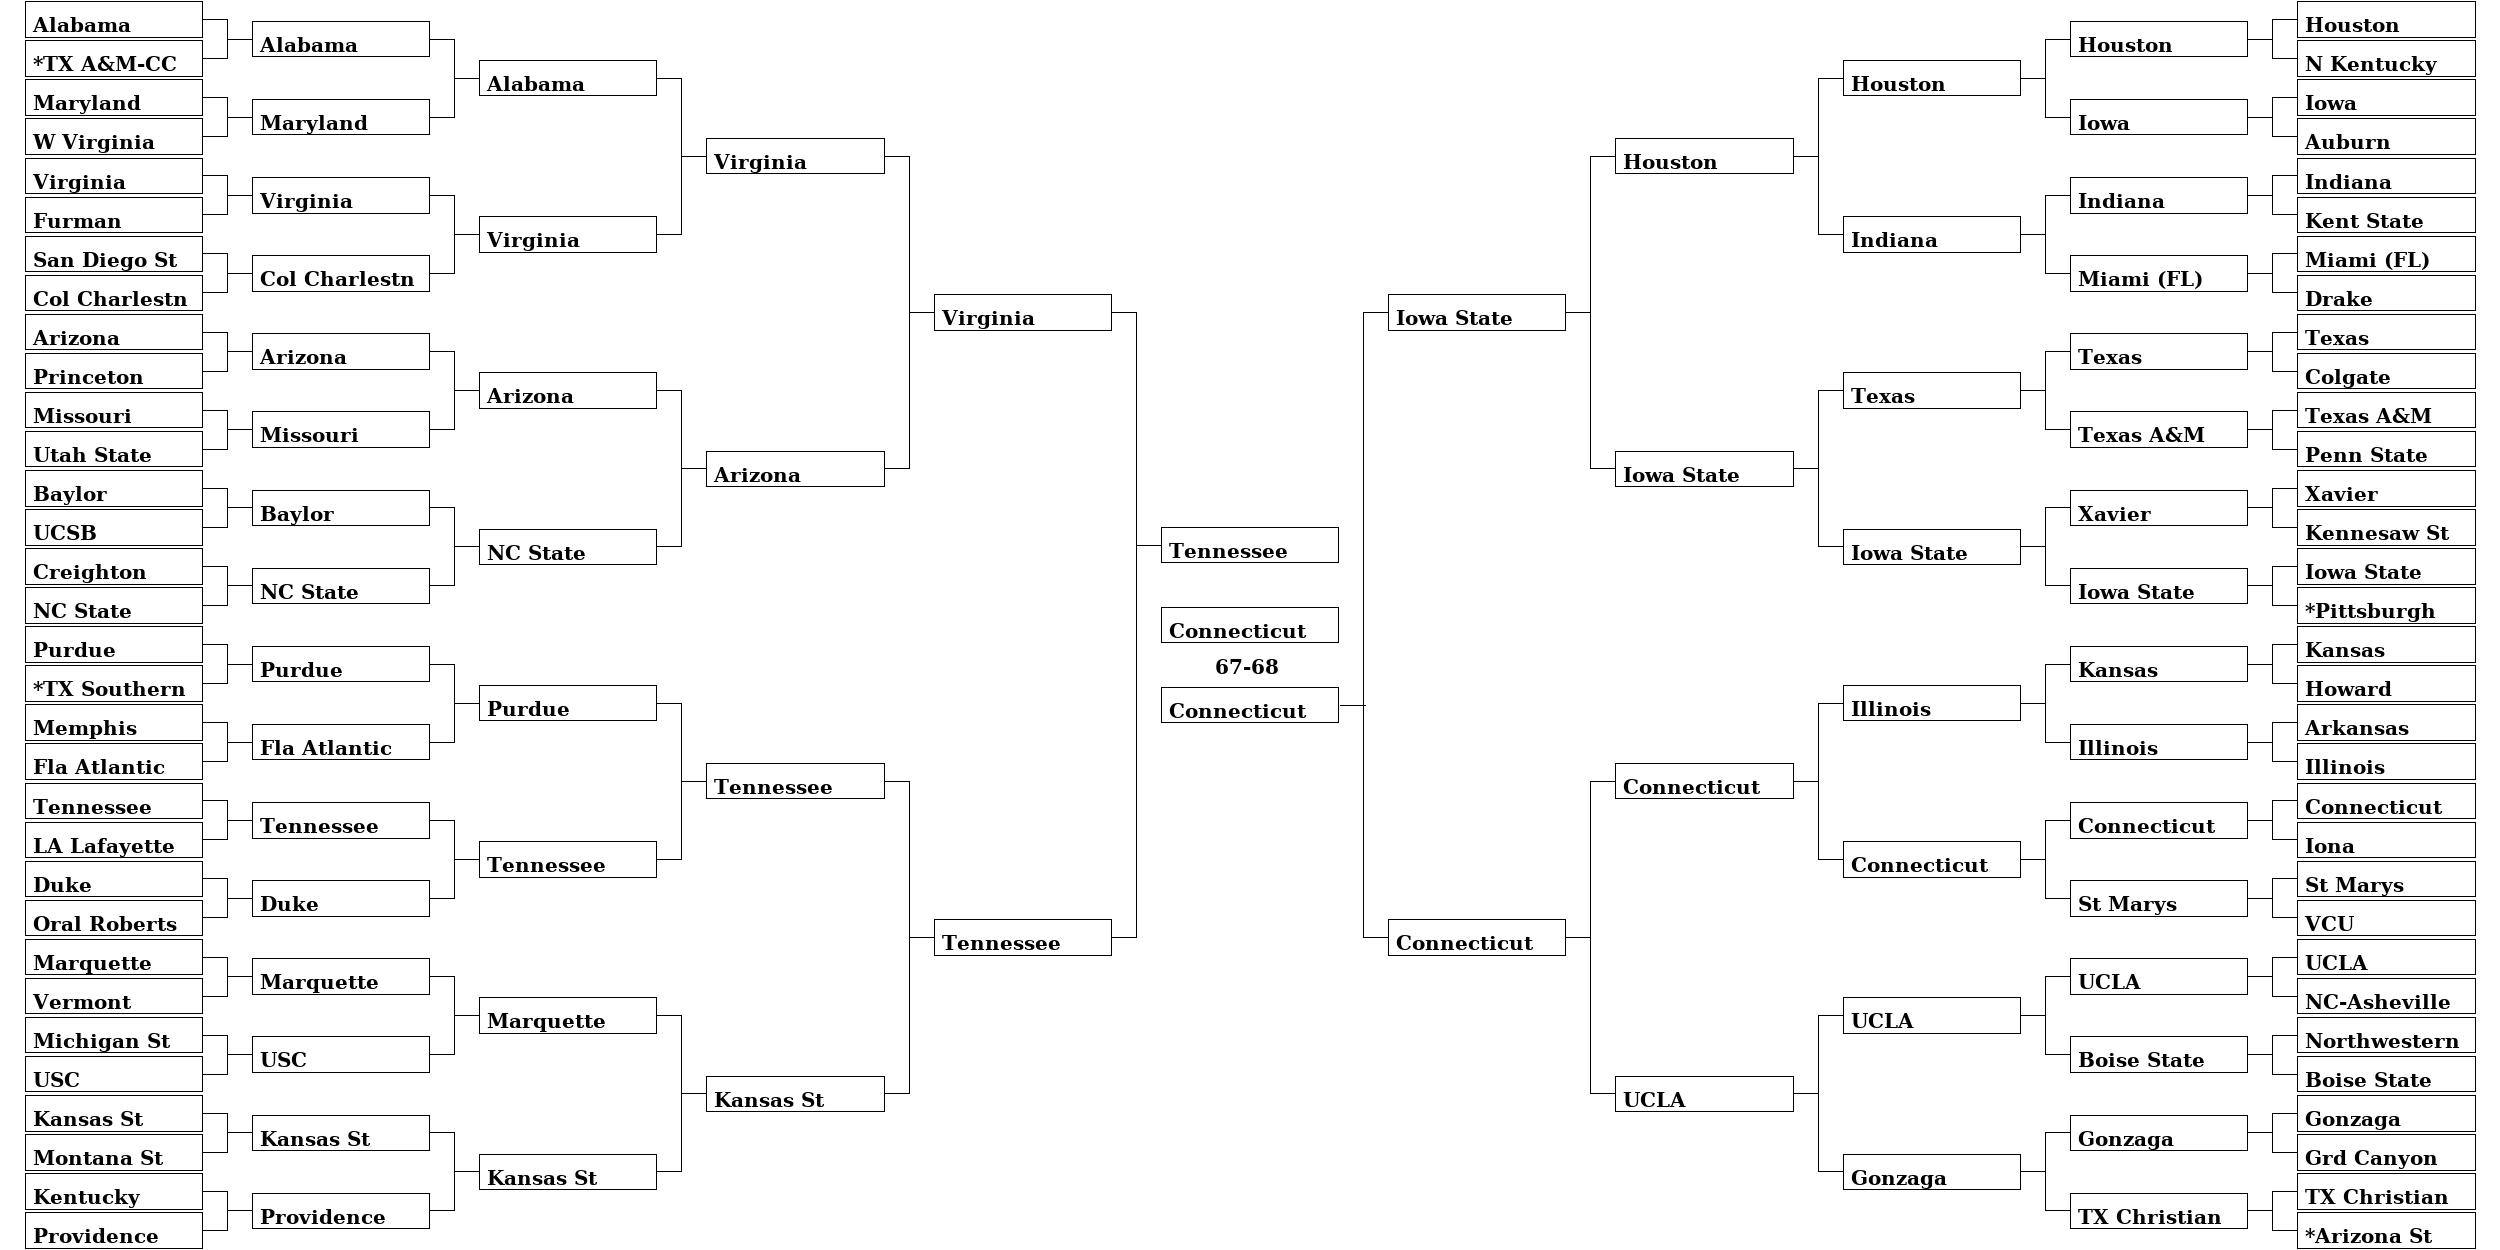 Alabama
*TX A&M-CC
Maryland
W Virginia
Virginia
Furman
San Diego St
Col Charlestn
Arizona
Princeton
Missouri
Utah State
Baylor
UCSB
Creighton
NC State
Purdue
*TX Southern
Memphis
Fla Atlantic
Tennessee
LA Lafayette
Duke
Oral Roberts
Marquette
Vermont
Michigan St
USC
Kansas St
Montana St
Kentucky
Providence
Alabama
Maryland
Virginia
Col Charlestn
Arizona
Missouri
Baylor
NC State
Purdue
Fla Atlantic
Tennessee
Duke
Marquette
USC
Kansas St
Providence
Alabama
Virginia
Arizona
NC State
Purdue
Tennessee
Marquette
Kansas St
Virginia
Arizona
Tennessee
Kansas St
Virginia
Tennessee
Tennessee
Connecticut
67-68
Connecticut
Iowa State
Connecticut
Houston
Iowa State
Connecticut
UCLA
Houston
Indiana
Texas
Iowa State
Illinois
Connecticut
UCLA
Gonzaga
Houston
Iowa
Indiana
Miami (FL)
Texas
Texas A&M
Xavier
Iowa State
Kansas
Illinois
Connecticut
St Marys
UCLA
Boise State
Gonzaga
TX Christian
Houston
N Kentucky
Iowa
Auburn
Indiana
Kent State
Miami (FL)
Drake
Texas
Colgate
Texas A&M
Penn State
Xavier
Kennesaw St
Iowa State
*Pittsburgh
Kansas
Howard
Arkansas
Illinois
Connecticut
Iona
St Marys
VCU
UCLA
NC-Asheville
Northwestern
Boise State
Gonzaga
Grd Canyon
TX Christian
*Arizona St